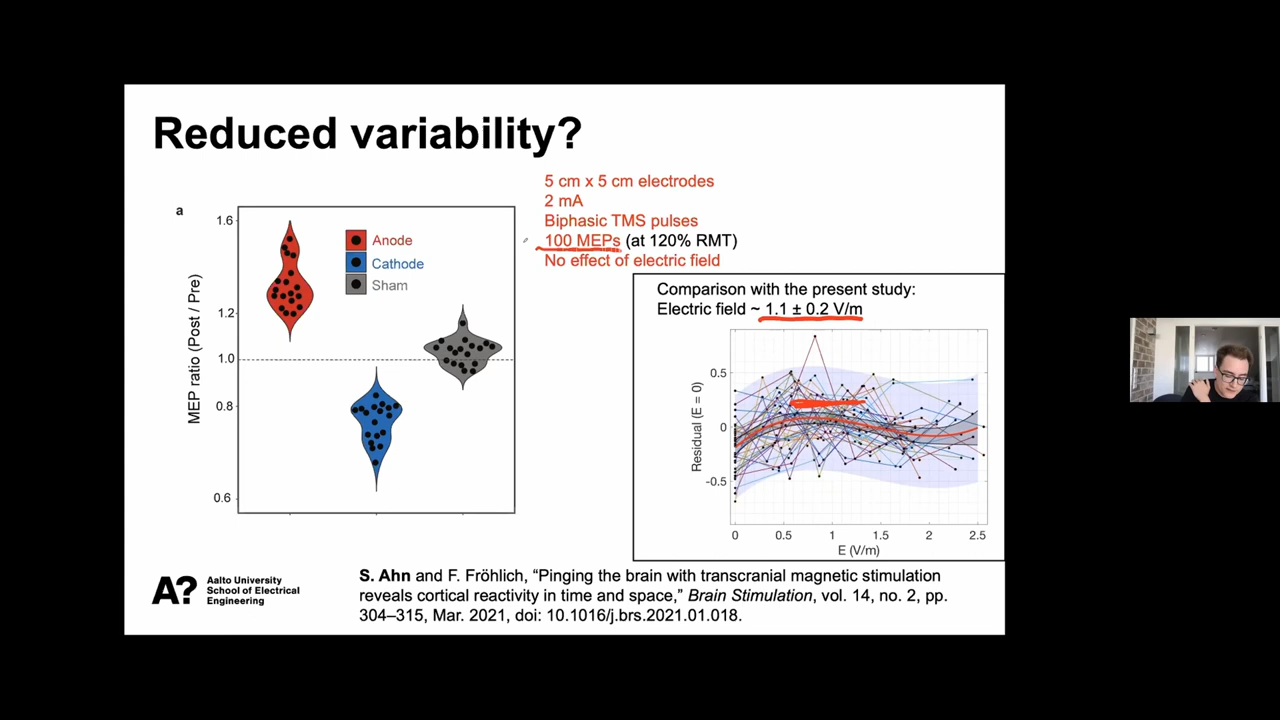 Reduced variability?
5 cm x 5 cm electrodes
2 mA
Biphasic TMS pulses
100 MEPs (at 120% RMT)
No effect of electric field
a
1.6
1.2
1.0
0.8
0.6
MEP ratio (Post / Pre)
Anode
Cathode
Sham
Comparison with the present study:
Electric field ~ 1.1 ± 0.2 V/m
0.5
0
-0.5
Residual (E = 0)
0 0.5 1 1.5 2 2.5
E (V/m)
A?
Aalto University
School of Electrical
Engineering
S. Ahn and F. Fröhlich, “Pinging the brain with transcranial magnetic stimulation
reveals cortical reactivity in time and space,” Brain Stimulation, vol. 14, no. 2, pp.
304–315, Mar. 2021, doi: 10.1016/j.brs.2021.01.018.